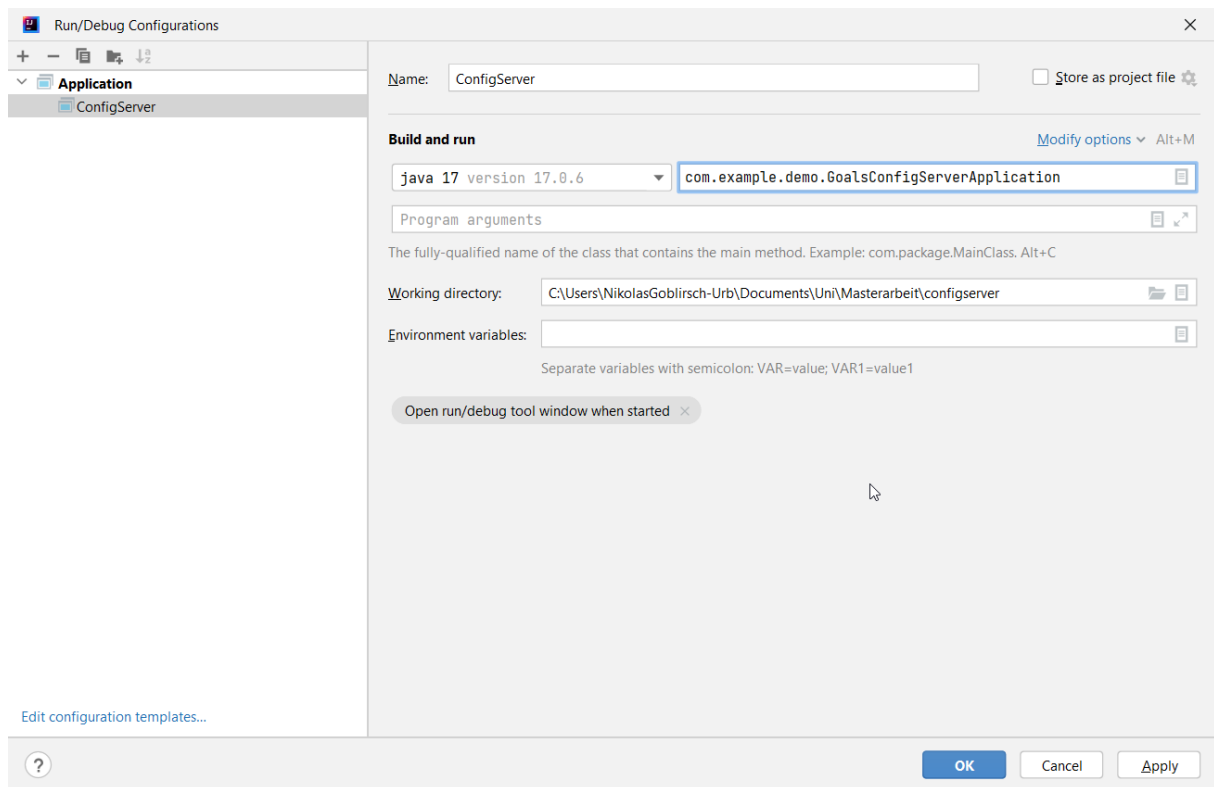 Run/Debug Configurations
Application
ConfigServer
Edit configuration templates...
Name: ConfigServer
Store as project file
Build and run
Modify options Alt+M
java 17 version 17.0.6 com.example.demo.GoalsConfigServerApplication
Program arguments
The fully-qualified name of the class that contains the main method. Example: com.package.MainClass. Alt+C
Working directory: C:\Users\NikolasGoblirsch-Urb\Documents\Uni\Masterarbeit\configserver
Environment variables:
Separate variables with semicolon: VAR=value; VAR1=value1
Open run/debug tool window when started
?
OK Cancel Apply